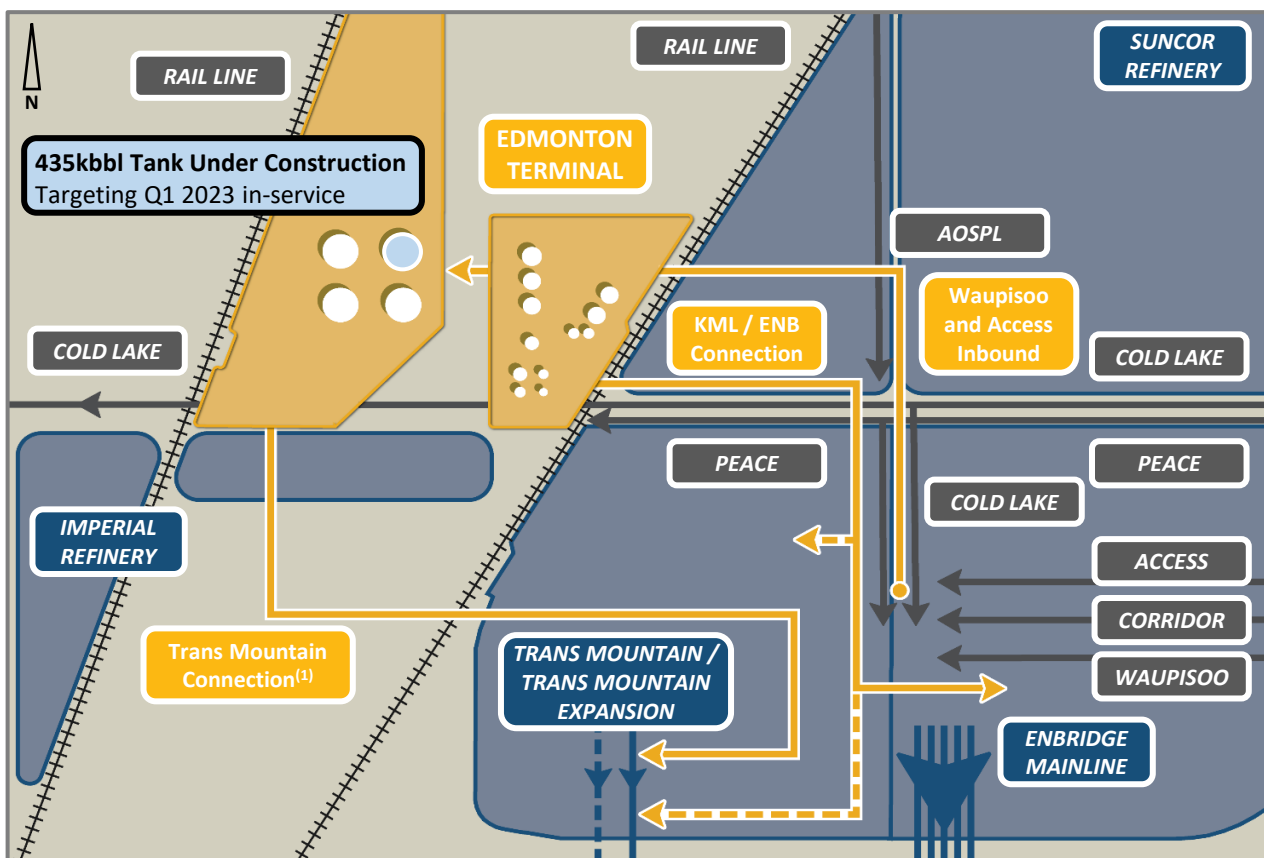 RAIL LINE
RAIL LINE
SUNCOR
REFINERY
N
435kbbl Tank Under Construction
Targeting Q1 2023 in-service
EDMONTON
TERMINAL
AOSPL
Waupisoo
and Access
Inbound
KML / ENB
Connection
COLD LAKE
COLD LAKE
PEACE
PEACE
COLD LAKE
IMPERIAL
REFINERY
ACCESS
CORRIDOR
WAUPISOO
Trans Mountain
Connection(1)
TRANS MOUNTAIN /
TRANS MOUNTAIN
EXPANSION
ENBRIDGE
MAINLINE